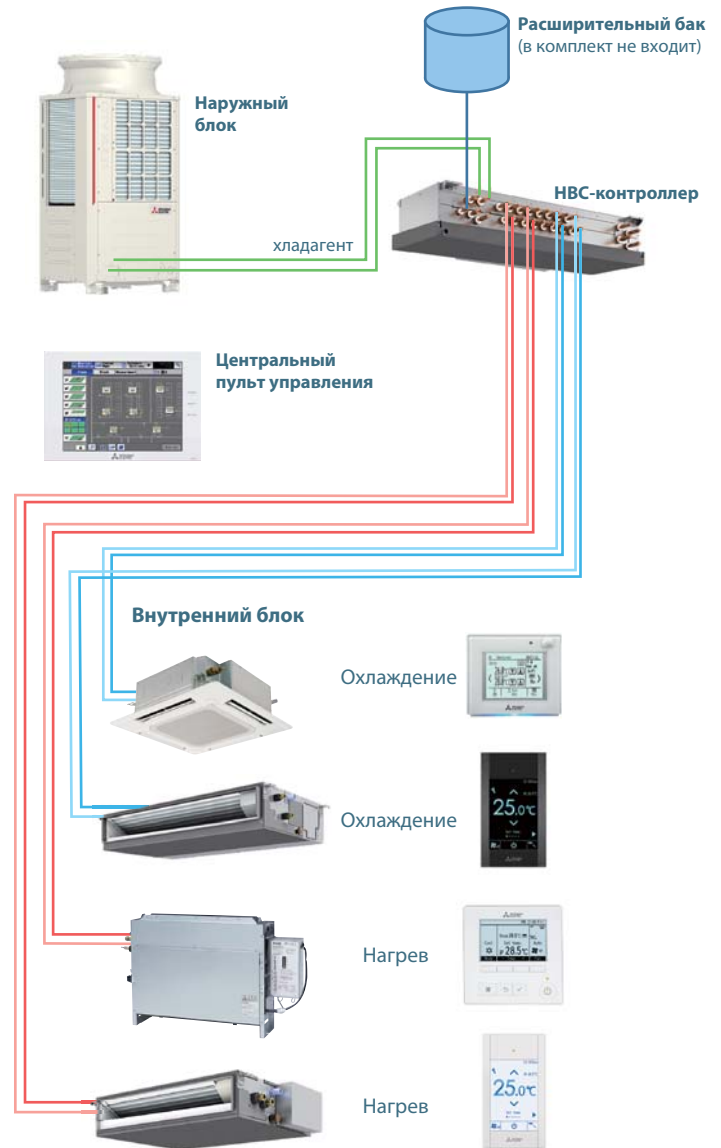 Расширительный бак
(в комплект не входит)
Наружный
блок
НВС-контроллер
хладагент
Центральный
пульт управления
Внутренний блок
Охлаждение
25.0℃
Охлаждение
Нагрев
28.5℃
25.0℃
Нагрев